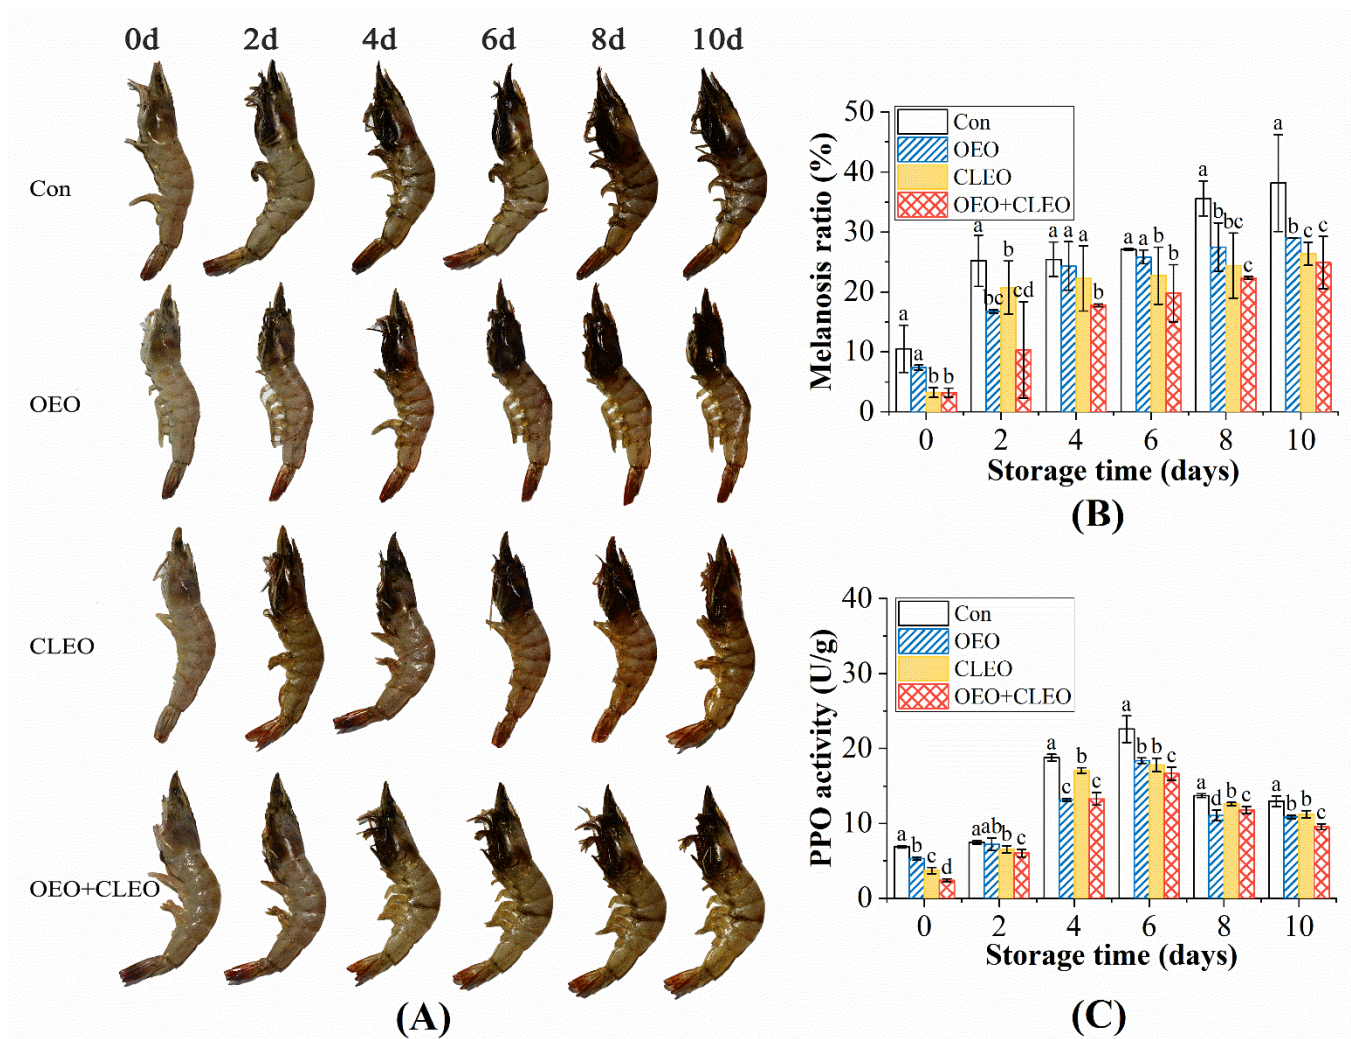 0d 2d 4d 6d 8d 10d
Con
OEO
CLEO
OEO+CLEO
(A)
Melanosis ratio (%)
50
40
30
20
10
0
Con
OEO
CLEO
OEO+CLEO
a a b b
a bc b cd
a a a b
a a b b
a b bc c
a b c c
0 2 4 6 8 10
Storage time (days)
(B)
PPO activity (U/g)
40
30
20
10
0
Con
OEO
CLEO
OEO+CLEO
a b c d
a ab b c
a c b c
a b b c
a d b c
a b b c
0 2 4 6 8 10
Storage time (days)
(C)